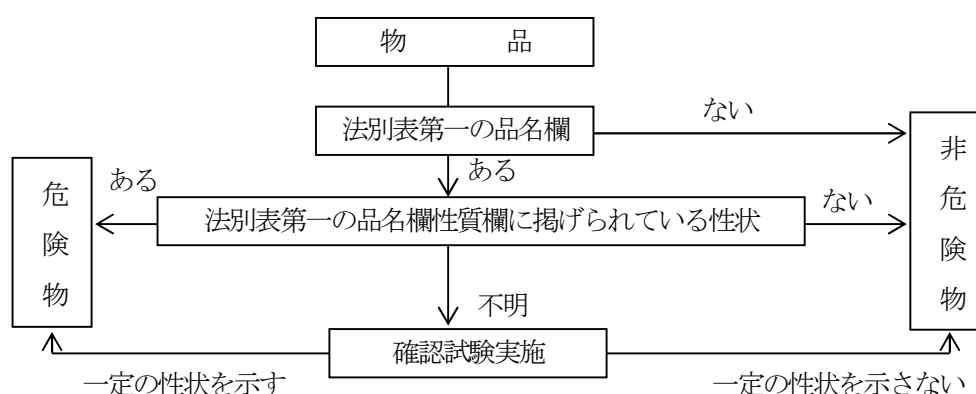 物　　品
法別表第一の品名欄
ない
ある
ある
法別表第一の品名欄性質欄に掲げられている性状
ない
危険物
非危険物
不明
確認試験実施
一定の性状を示す
一定の性状を示さない